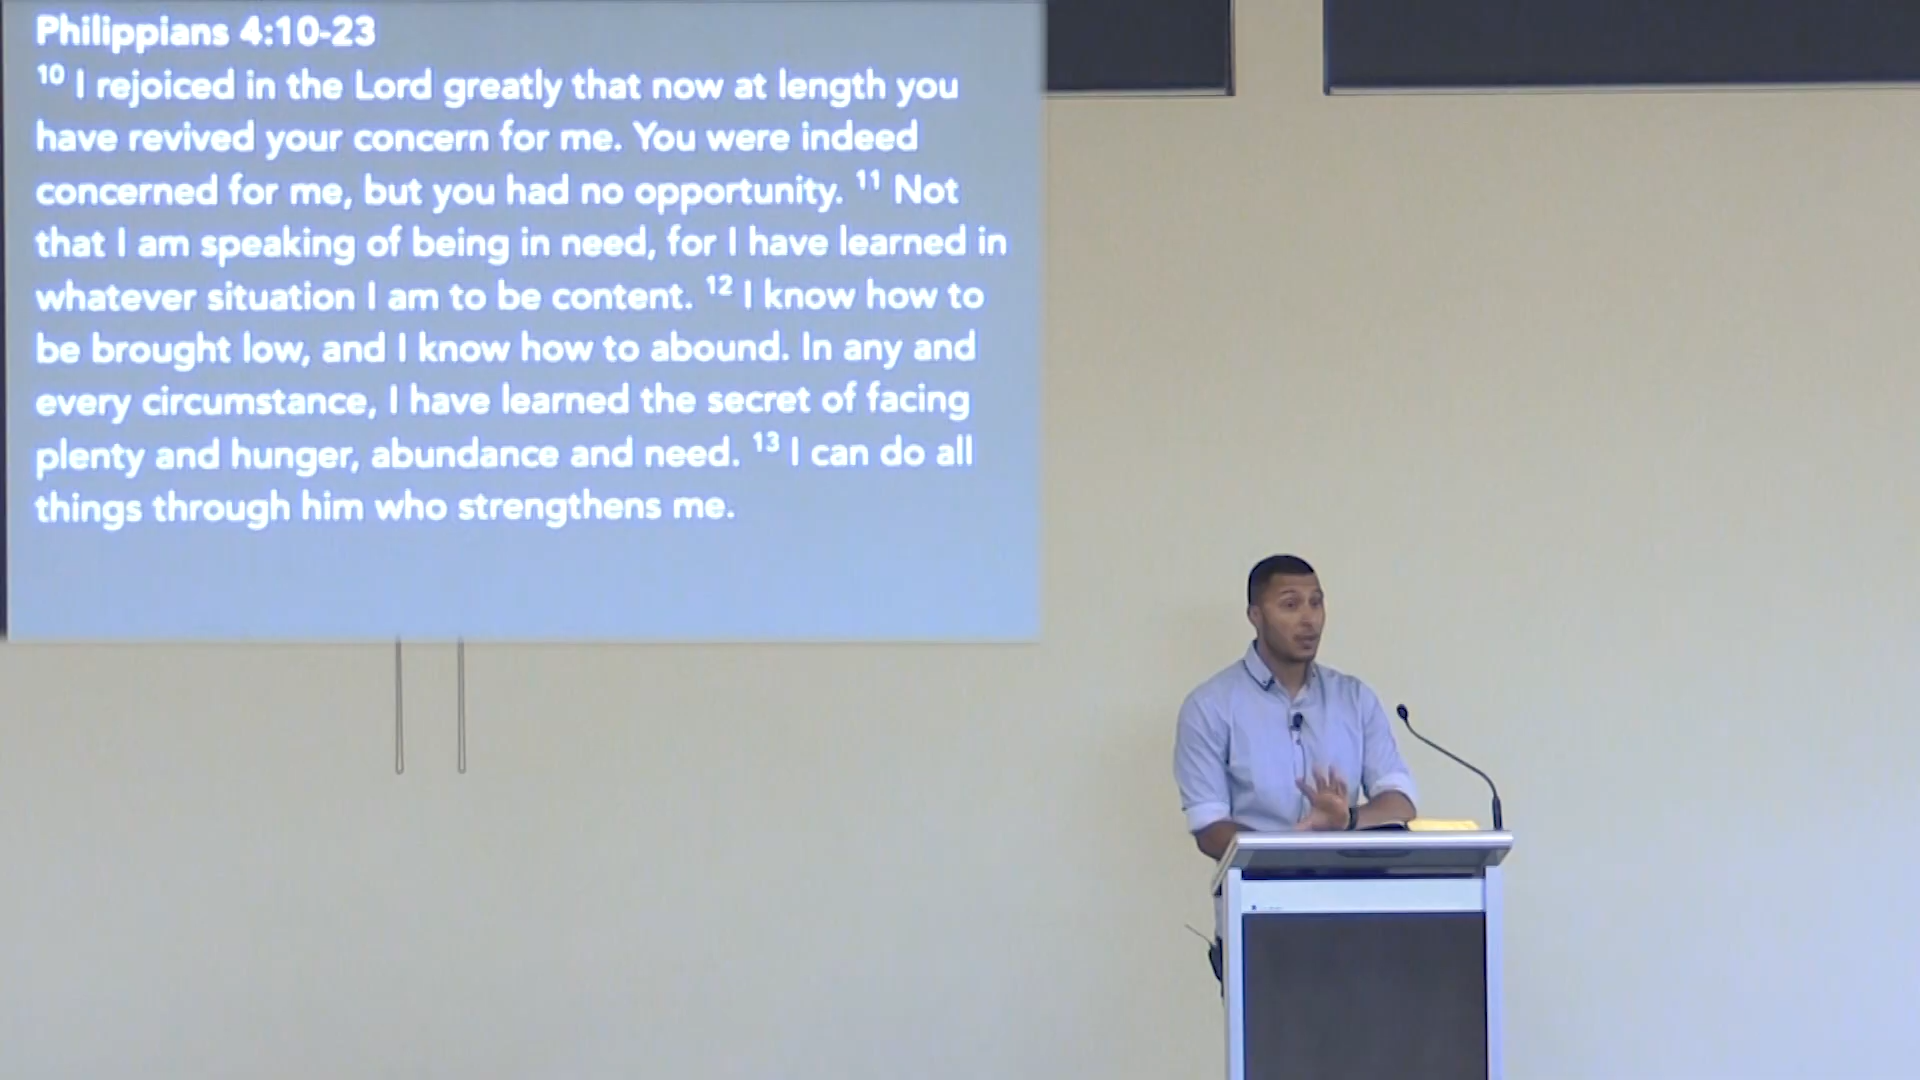 Philippians 4:10-23
10 I rejoiced in the Lord greatly that now at length you
have revived your concern for me. You were indeed
concerned for me, but you had no opportunity. 11 Not
that I am speaking of being in need, for I have learned in
whatever situation I am to be content. 12 I know how to
be brought low, and I know how to abound. In any and
every circumstance, I have learned the secret of facing
plenty and hunger, abundance and need. 13 I can do all
things through him who strengthens me.